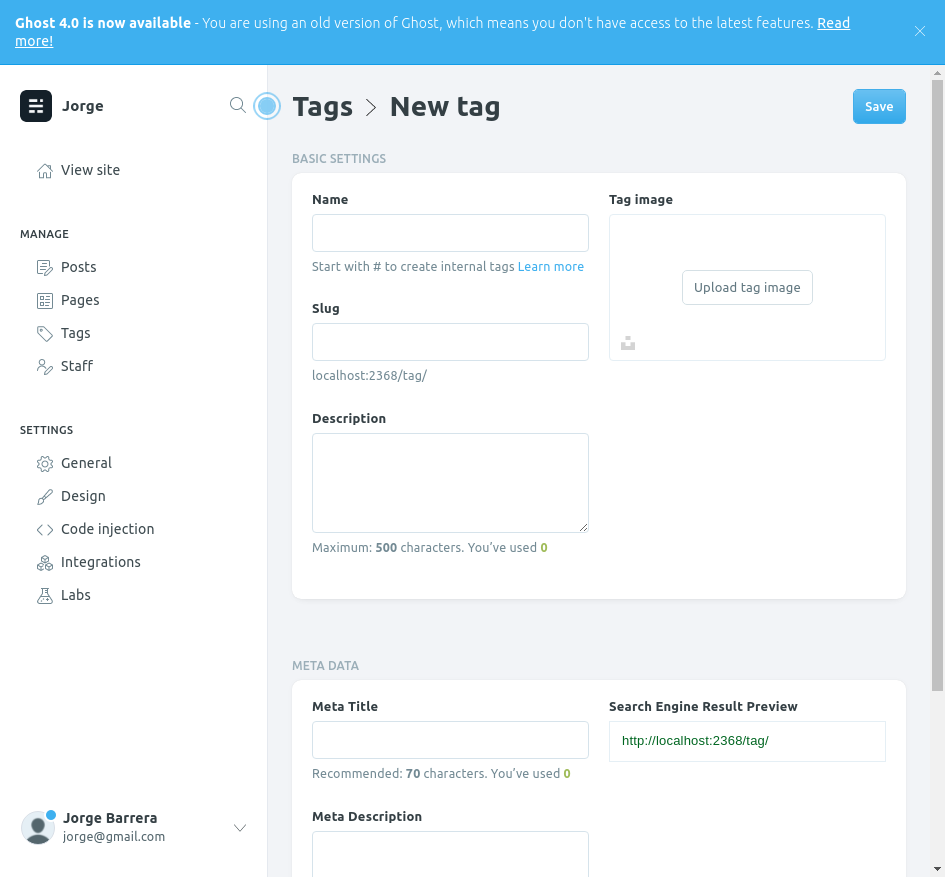 Ghost 4.0 is now available - You are using an old version of Ghost, which means you don't have access to the latest features. Read
more!
Jorge
View site
MANAGE
Posts
Pages
Tags
Staff
SETTINGS
General
Design
Code injection
Integrations
Labs
Jorge Barrera
jorge@gmail.com
Tags > New tag
Save
BASIC SETTINGS
Name
Start with # to create internal tags Learn more
Slug
localhost:2368/tag/
Description
Maximum: 500 characters. You’ve used 0
Tag image
Upload tag image
META DATA
Meta Title
Recommended: 70 characters. You’ve used 0
Meta Description
Search Engine Result Preview
http://localhost:2368/tag/